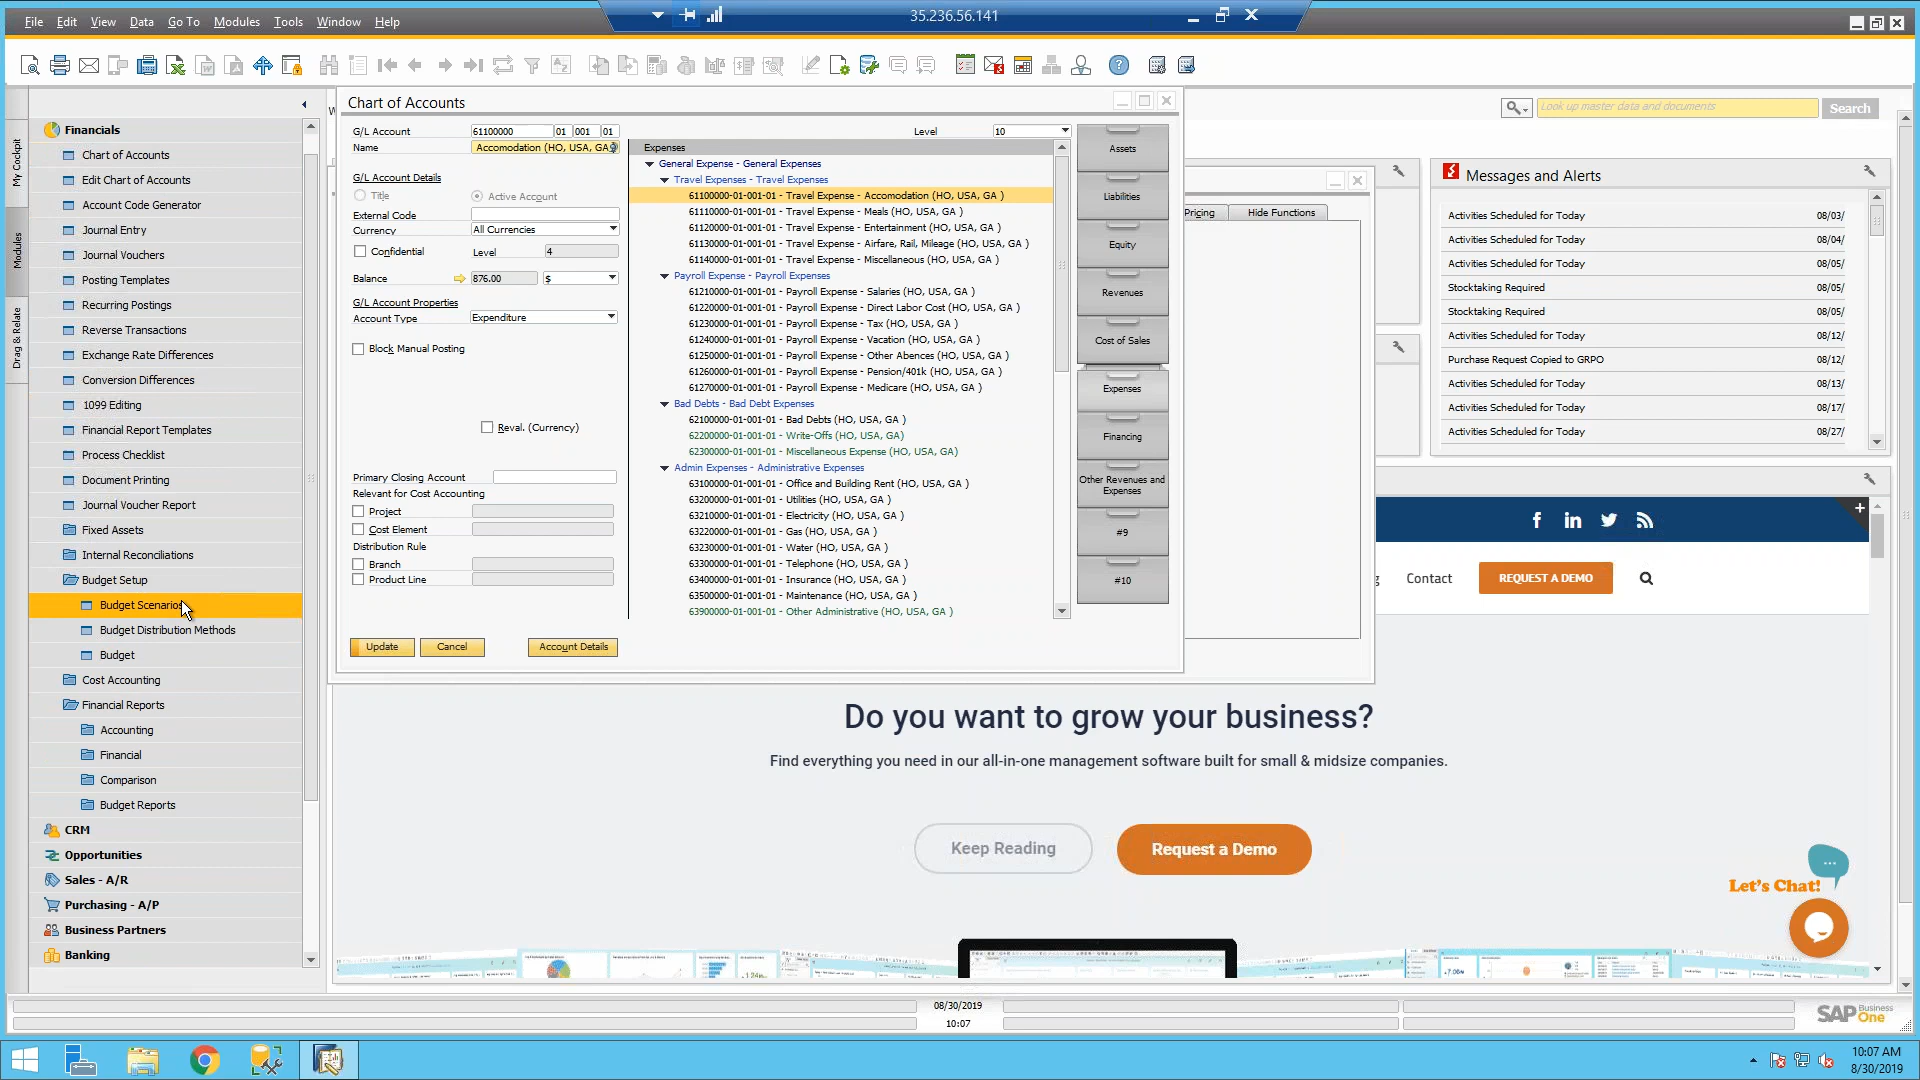 File Edit View Data Go To Modules Tools Window Help
35.236.56.141
Look up master data and documents
Search
My Cockpit
Modules
Drag & Relate
Financials
Chart of Accounts
Edit Chart of Accounts
Account Code Generator
Journal Entry
Journal Vouchers
Posting Templates
Recurring Postings
Reverse Transactions
Exchange Rate Differences
Conversion Differences
1099 Editing
Financial Report Templates
Process Checklist
Document Printing
Journal Voucher Report
Fixed Assets
Internal Reconciliations
Budget Setup
Budget Scenarios
Budget Distribution Methods
Budget
Cost Accounting
Financial Reports
Accounting
Financial
Comparison
Budget Reports
CRM
Opportunities
Sales - A/R
Purchasing - A/P
Business Partners
Banking
Chart of Accounts
G/L Account 61100000 01 001 01
Name Accomodation (HO, USA, GA
G/L Account Details
Title Active Account
External Code
Currency All Currencies
Confidential Level 4
Balance 876.00 $
G/L Account Properties
Account Type Expenditure
Block Manual Posting
Reval. (Currency)
Primary Closing Account
Relevant for Cost Accounting
Project
Cost Element
Distribution Rule
Branch
Product Line
Update Cancel Account Details
Level 10
Expenses
General Expense - General Expenses
Travel Expenses - Travel Expenses
61100000-01-001-01 - Travel Expense - Accomodation (HO, USA, GA )
61110000-01-001-01 - Travel Expense - Meals (HO, USA, GA )
61120000-01-001-01 - Travel Expense - Entertainment (HO, USA, GA )
61130000-01-001-01 - Travel Expense - Airfare, Rail, Mileage (HO, USA, GA )
61140000-01-001-01 - Travel Expense - Miscellaneous (HO, USA, GA )
Payroll Expense - Payroll Expenses
61210000-01-001-01 - Payroll Expense - Salaries (HO, USA, GA )
61220000-01-001-01 - Payroll Expense - Direct Labor Cost (HO, USA, GA )
61230000-01-001-01 - Payroll Expense - Tax (HO, USA, GA )
61240000-01-001-01 - Payroll Expense - Vacation (HO, USA, GA )
61250000-01-001-01 - Payroll Expense - Other Abences (HO, USA, GA )
61260000-01-001-01 - Payroll Expense - Pension/401k (HO, USA, GA )
61270000-01-001-01 - Payroll Expense - Medicare (HO, USA, GA )
Bad Debts - Bad Debt Expenses
62100000-01-001-01 - Bad Debts (HO, USA, GA )
62200000-01-001-01 - Write-Offs (HO, USA, GA)
62300000-01-001-01 - Miscellaneous Expense (HO, USA, GA)
Admin Expenses - Administrative Expenses
63100000-01-001-01 - Office and Building Rent (HO, USA, GA )
63200000-01-001-01 - Utilities (HO, USA, GA )
63210000-01-001-01 - Electricity (HO, USA, GA )
63220000-01-001-01 - Gas (HO, USA, GA )
63230000-01-001-01 - Water (HO, USA, GA )
63300000-01-001-01 - Telephone (HO, USA, GA )
63400000-01-001-01 - Insurance (HO, USA, GA )
63500000-01-001-01 - Maintenance (HO, USA, GA )
63900000-01-001-01 - Other Administrative (HO, USA, GA )
Assets
Liabilities
Equity
Revenues
Cost of Sales
Expenses
Financing
Other Revenues and Expenses
#9
#10
Pricing Hide Functions
Messages and Alerts
Activities Scheduled for Today 08/03/
Activities Scheduled for Today 08/04/
Activities Scheduled for Today 08/05/
Stocktaking Required 08/05/
Stocktaking Required 08/05/
Activities Scheduled for Today 08/12/
Purchase Request Copied to GRPO 08/12/
Activities Scheduled for Today 08/13/
Activities Scheduled for Today 08/17/
Activities Scheduled for Today 08/27/
Contact REQUEST A DEMO
Do you want to grow your business?
Find everything you need in our all-in-one management software built for small & midsize companies.
Keep Reading Request a Demo
Let's Chat!
08/30/2019
10:07
SAP Business One
10:07 AM
8/30/2019